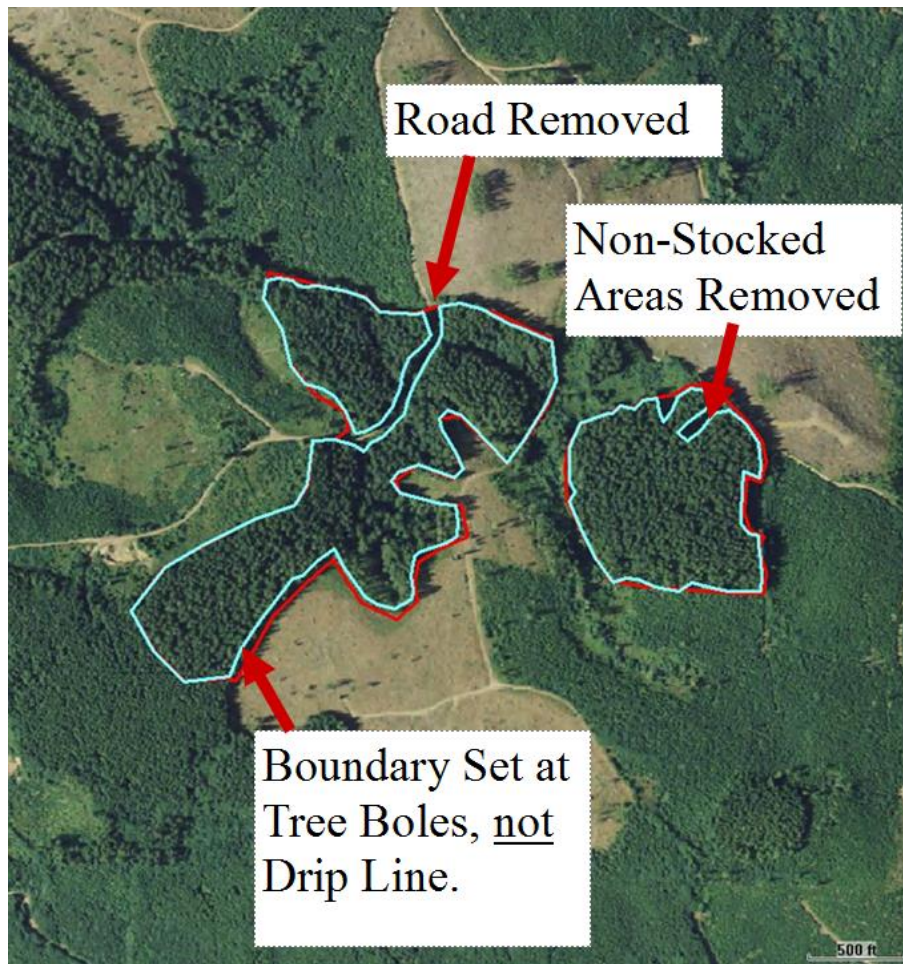 Road Removed
Non-Stocked
Areas Removed
Boundary Set at
Tree Boles, not
Drip Line.
500 ft